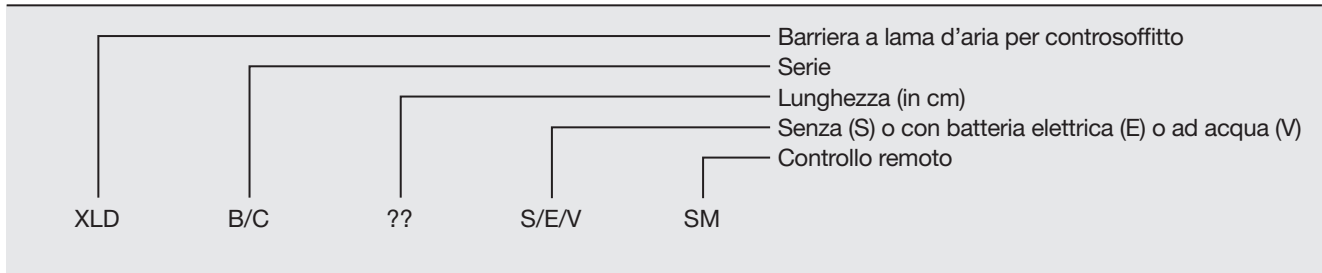 Barriera a lama d'aria per controsoffitto
Serie
Lunghezza (in cm)
Senza (S) o con batteria elettrica (E) o ad acqua (V)
Controllo remoto
XLD B/C ?? S/E/V SM